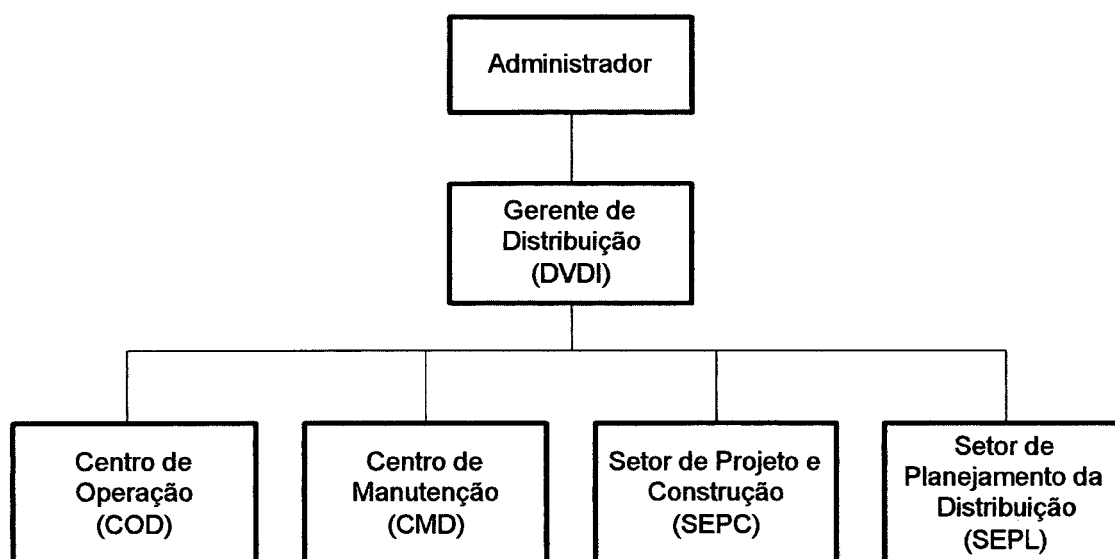 Administrador
Gerente de
Distribuição
(DVDI)
Centro de
Operação
(COD)
Centro de
Manutenção
(CMD)
Setor de Projeto e
Construção
(SEPC)
Setor de
Planejamento da
Distribuição
(SEPL)